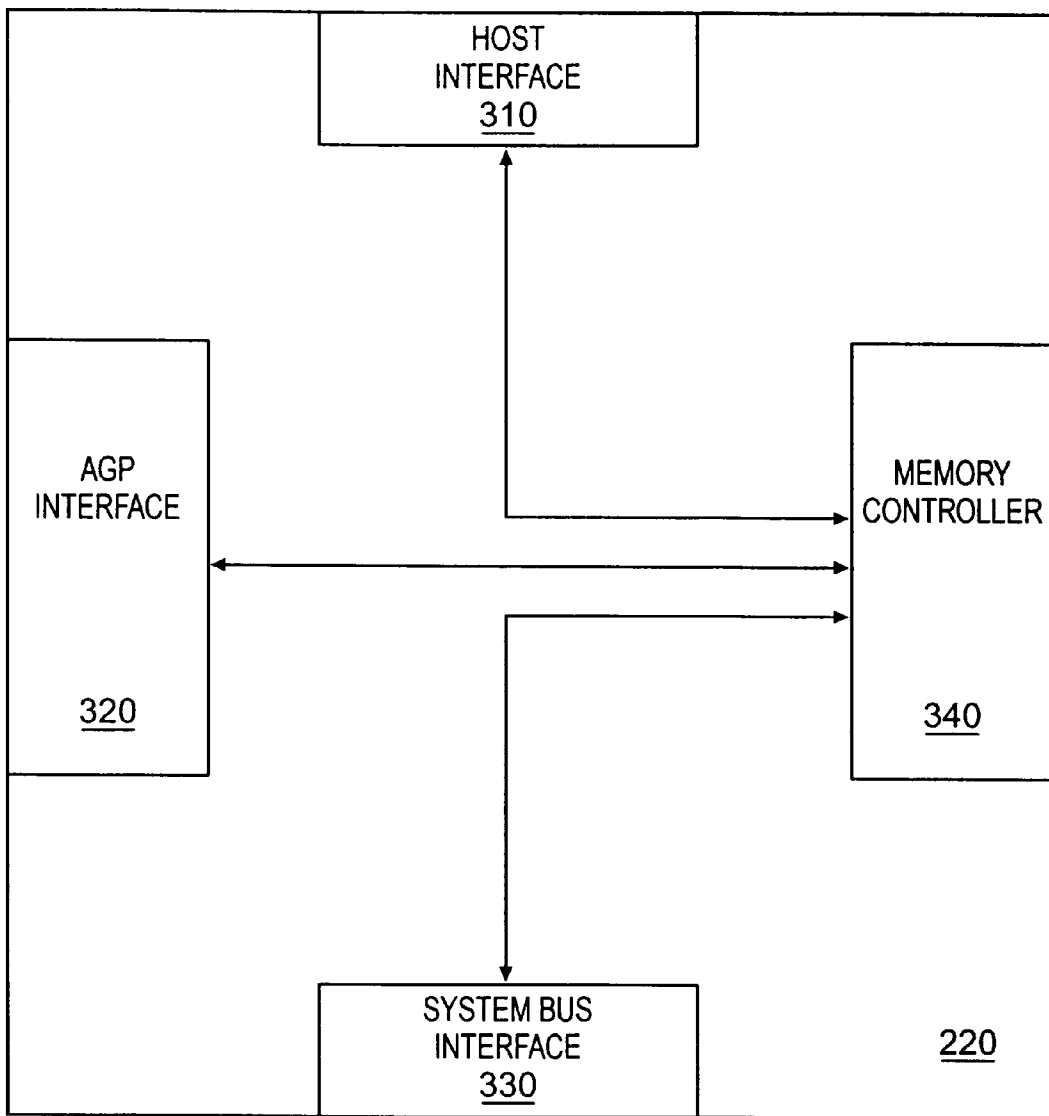 HOST
INTERFACE
310
AGP
INTERFACE
320
MEMORY
CONTROLLER
340
SYSTEM BUS
INTERFACE
330
220